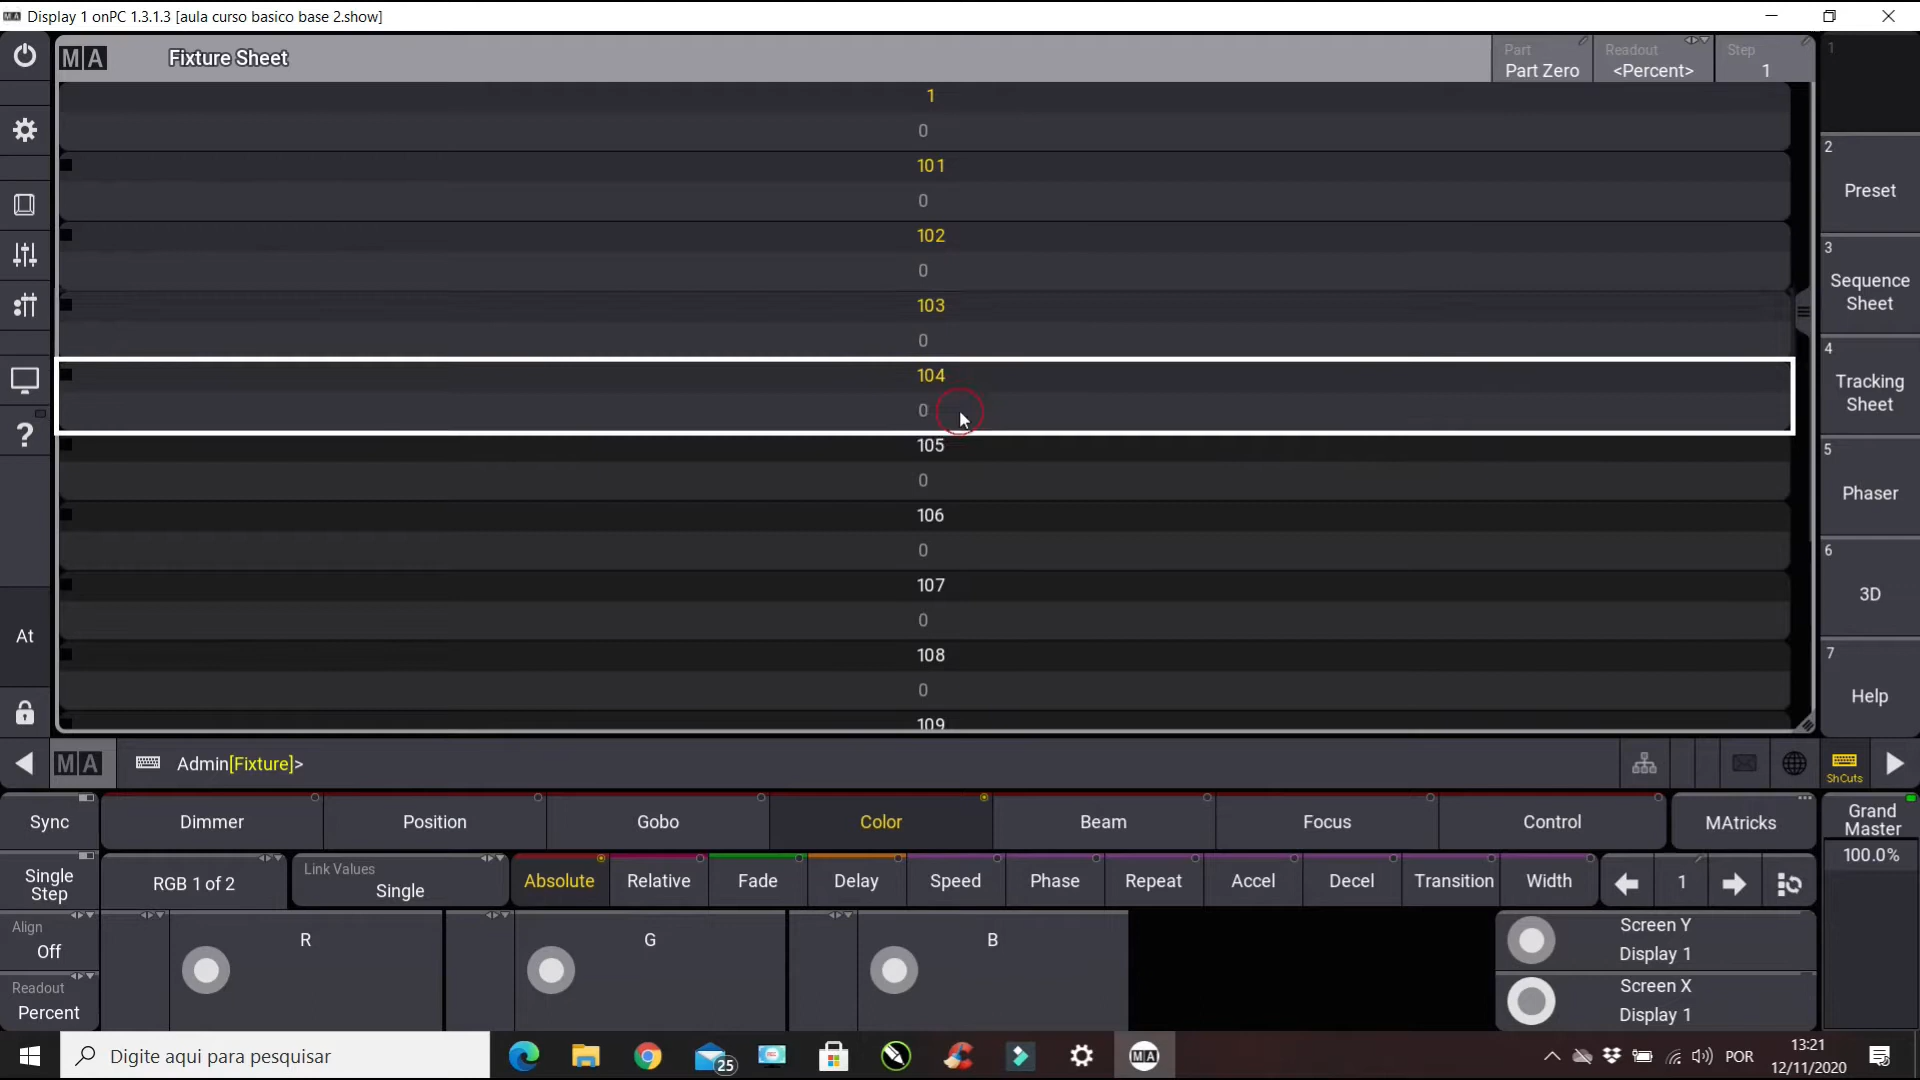 Display 1 onPC 1.3.1.3 [aula curso basico base 2.show]
MA
Fixture Sheet
Part
Part Zero
Readout
<Percent>
Step
1
1
0
101
0
102
0
103
0
104
0
105
0
106
0
107
0
108
0
109
1
2
Preset
3
Sequence
Sheet
4
Tracking
Sheet
5
Phaser
6
3D
7
Help
?
At
MA
Admin[Fixture]>
ShCuts
Sync
Dimmer
Position
Gobo
Color
Beam
Focus
Control
MAtricks
Grand
Master
100.0%
Single
Step
RGB 1 of 2
Link Values
Single
Absolute
Relative
Fade
Delay
Speed
Phase
Repeat
Accel
Decel
Transition
Width
1
Align
Off
Readout
Percent
R
G
B
Screen Y
Display 1
Screen X
Display 1
Digite aqui para pesquisar
25
MA
POR
13:21
12/11/2020